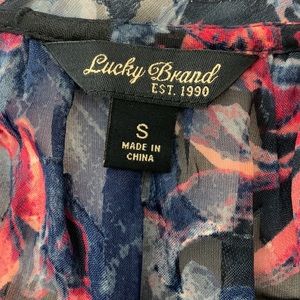 Lucky Brand
EST. 1990
S
MADE IN
CHINA